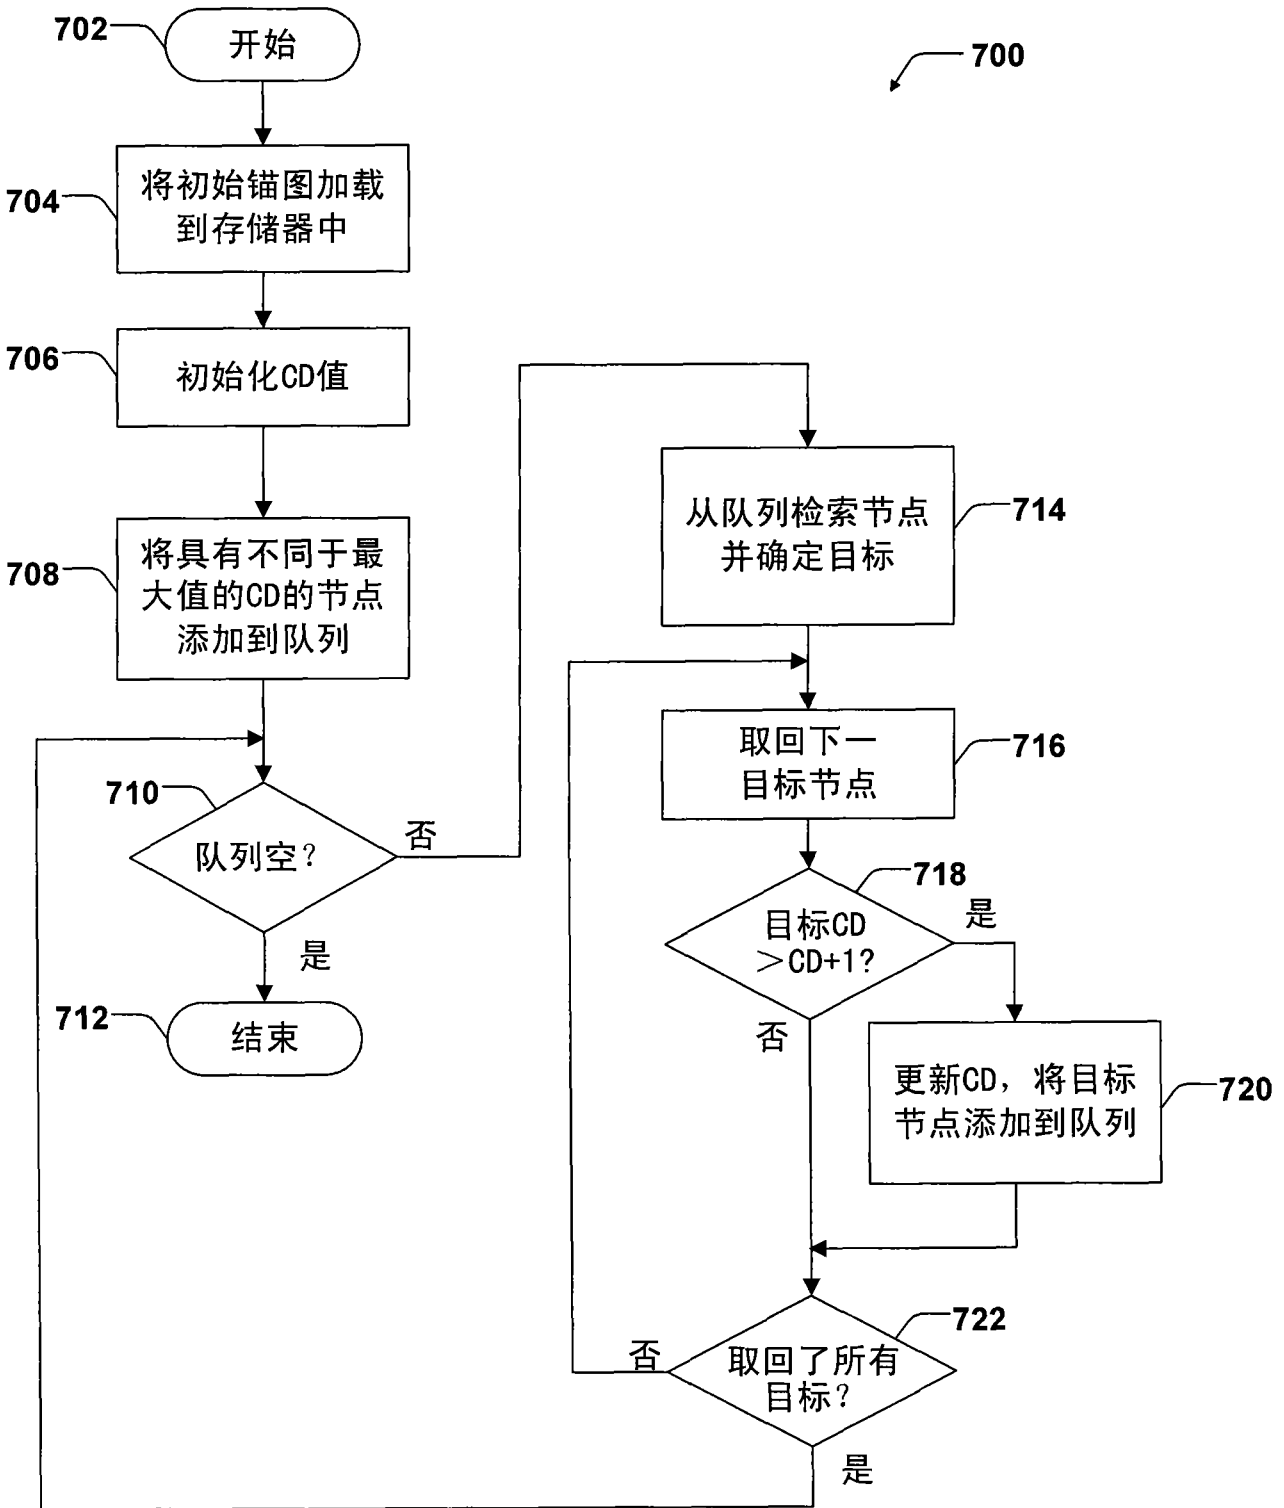 702
开始
700
704
将初始锚图加载
到存储器中
706
初始化CD值
708
将具有不同于最
大值的CD的节点
添加到队列
710
队列空?
否
是
712
结束
714
从队列检索节点
并确定目标
716
取回下一
目标节点
718
目标CD
>CD+1?
是
否
720
更新CD，将目标
节点添加到队列
722
取回了所有
目标?
否
是